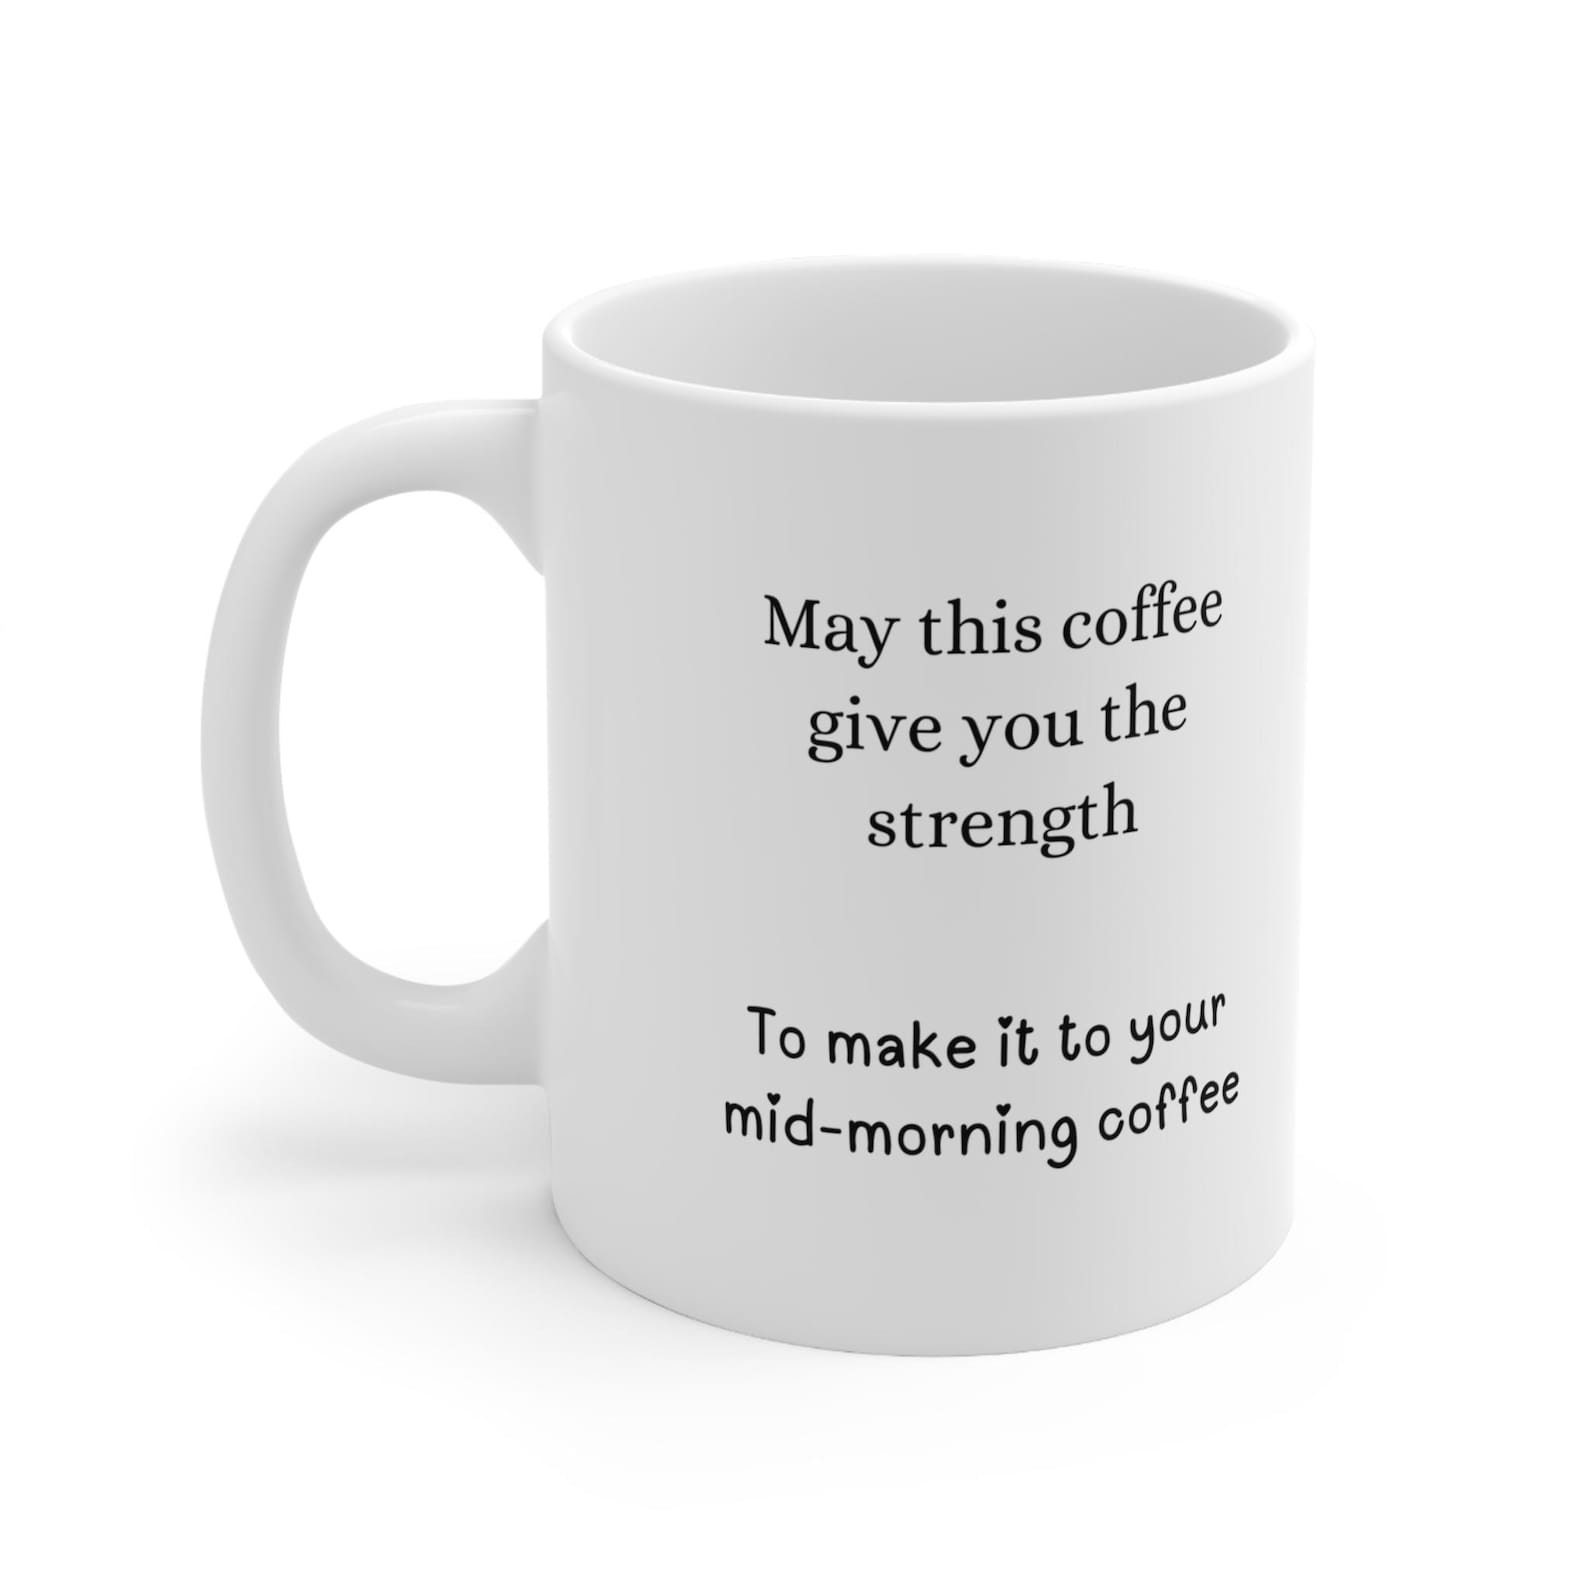 May this coffee
give you the
strength
To make it to your
mid-morning coffee